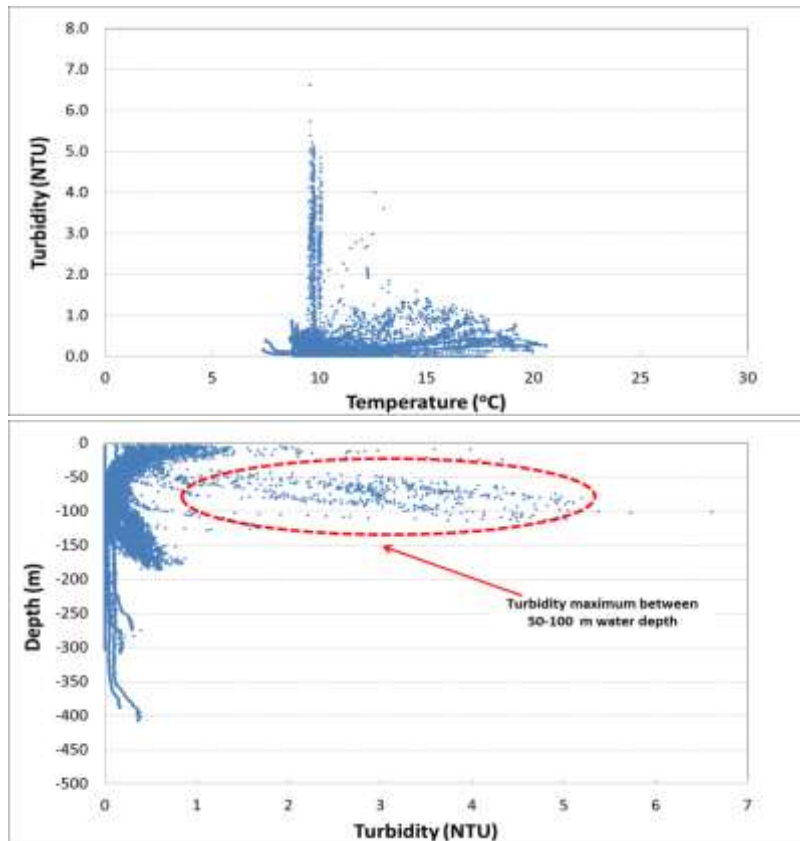 8.0
7.0
6.0
5.0
4.0
3.0
2.0
1.0
0.0
0 5 10 15 20 25 30
Turbidity (NTU)
Temperature (°C)
0
-50
-100
-150
-200
-250
-300
-350
-400
-450
-500
Depth (m)
Turbidity maximum between
50-100 m water depth
0 1 2 3 4 5 6 7
Turbidity (NTU)